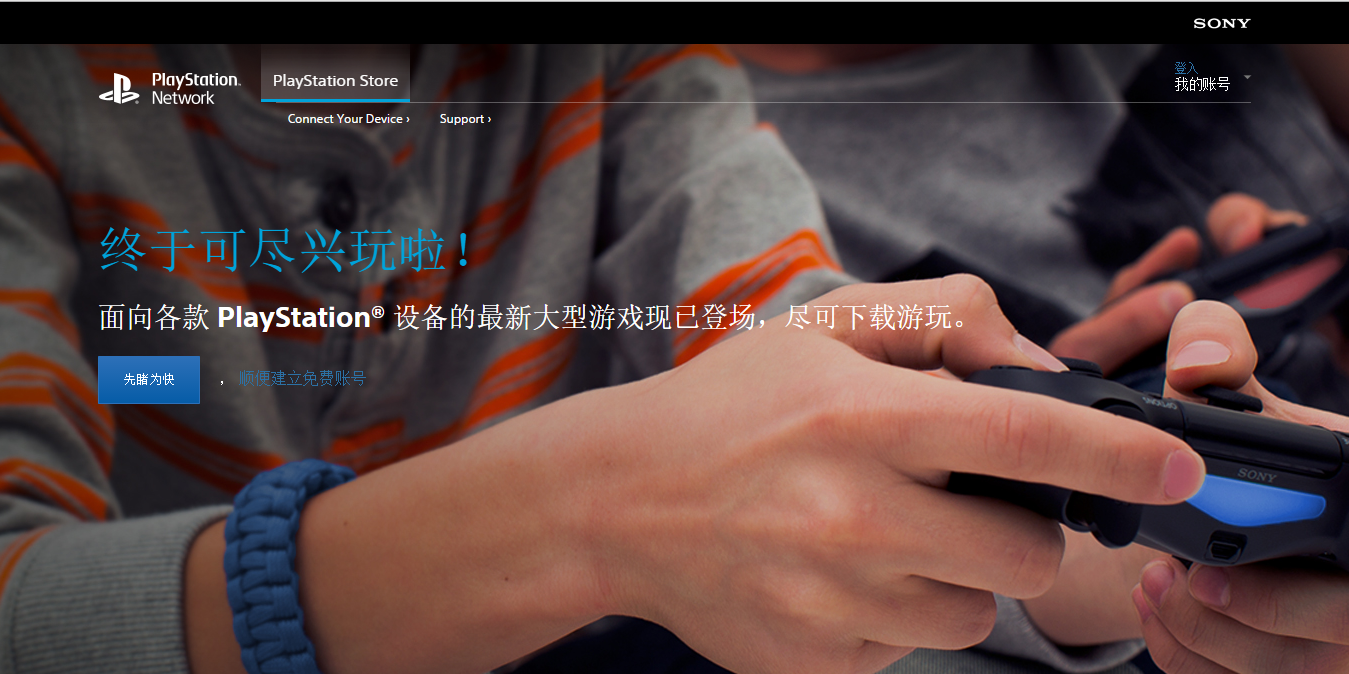 SONY
PlayStation®
Network
PlayStation Store
登入
我的账号
Connect Your Device ›
Support ›
终于可尽兴玩啦！
面向各款 PlayStation® 设备的最新大型游戏现已登场，尽可下载游玩。
先睹为快
， 顺便建立免费账号
SONY